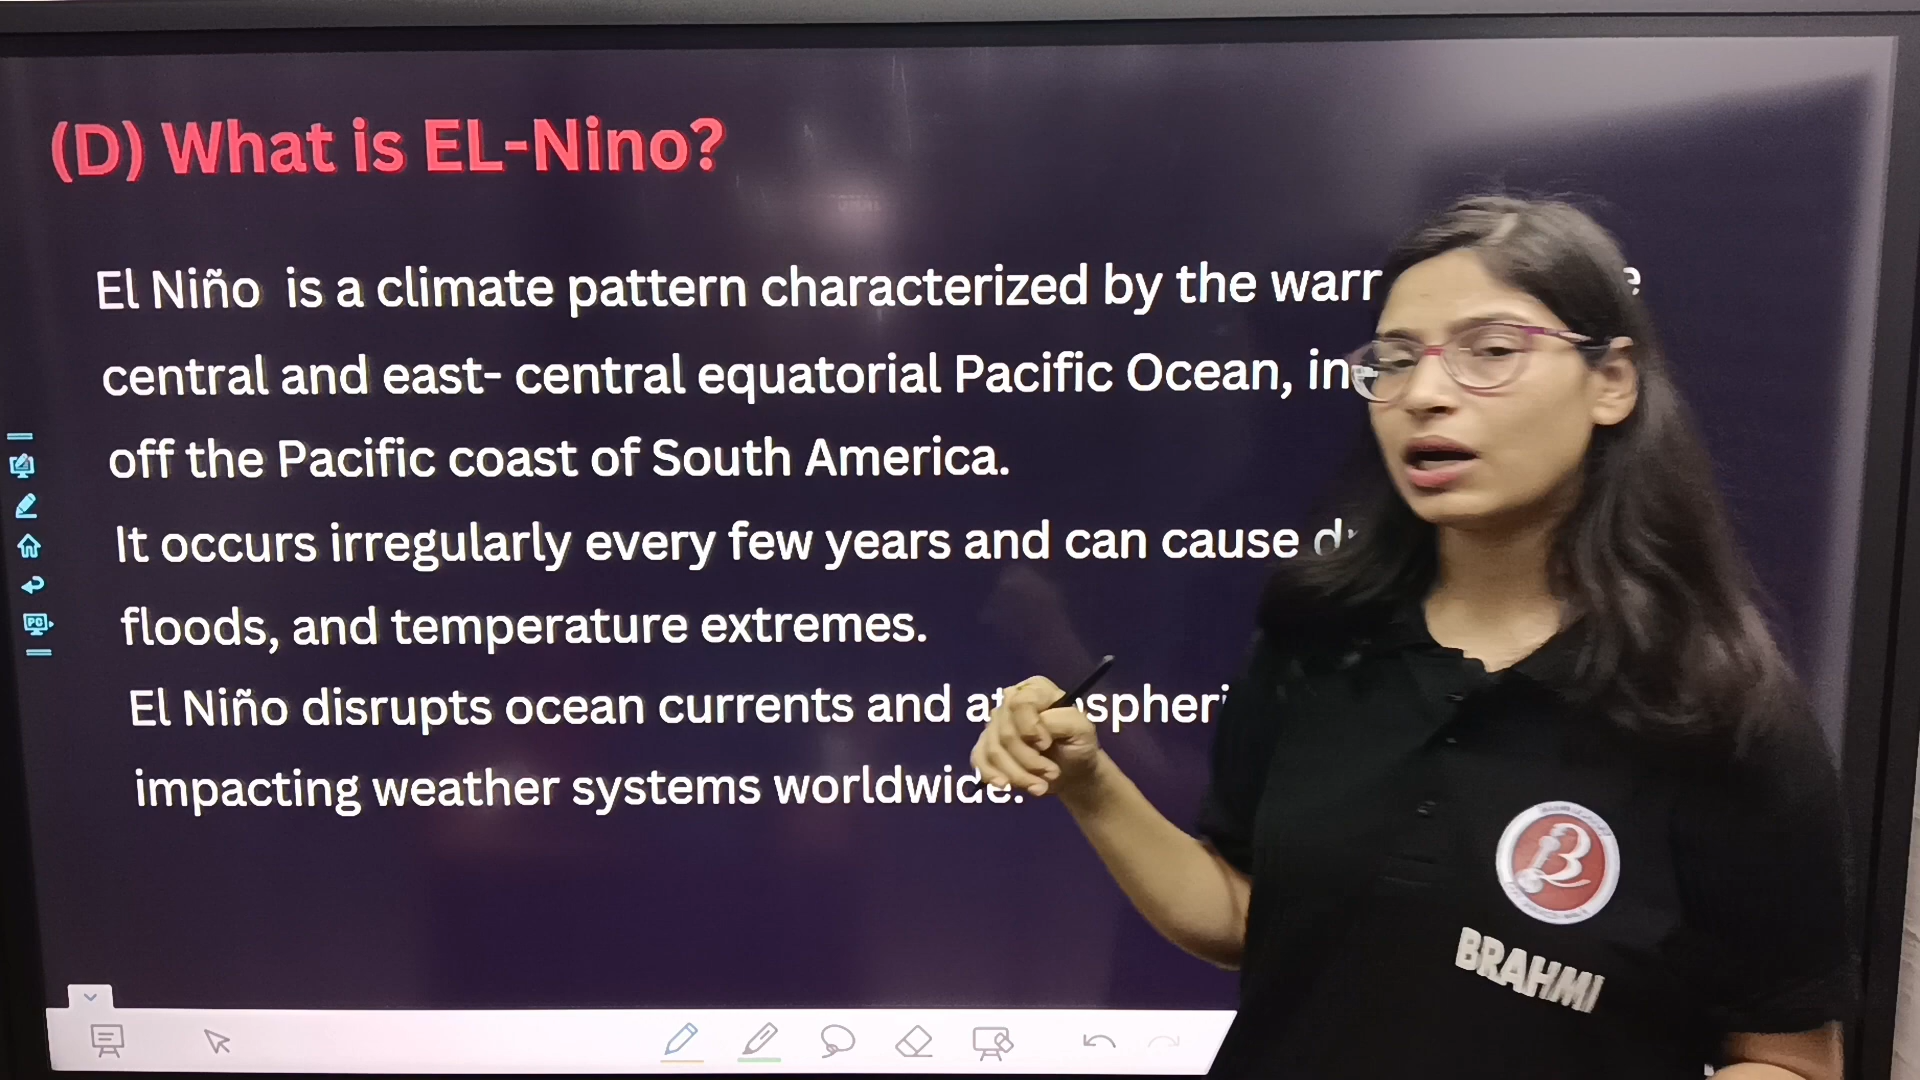 (D) What is EL-Nino?
El Niño is a climate pattern characterized by the
central and east- central equatorial Pacific Ocean,
off the Pacific coast of South America.
It occurs irregularly every few years and can cause
floods, and temperature extremes.
El Niño disrupts ocean currents and
impacting weather systems worldwide.
BRAHMI